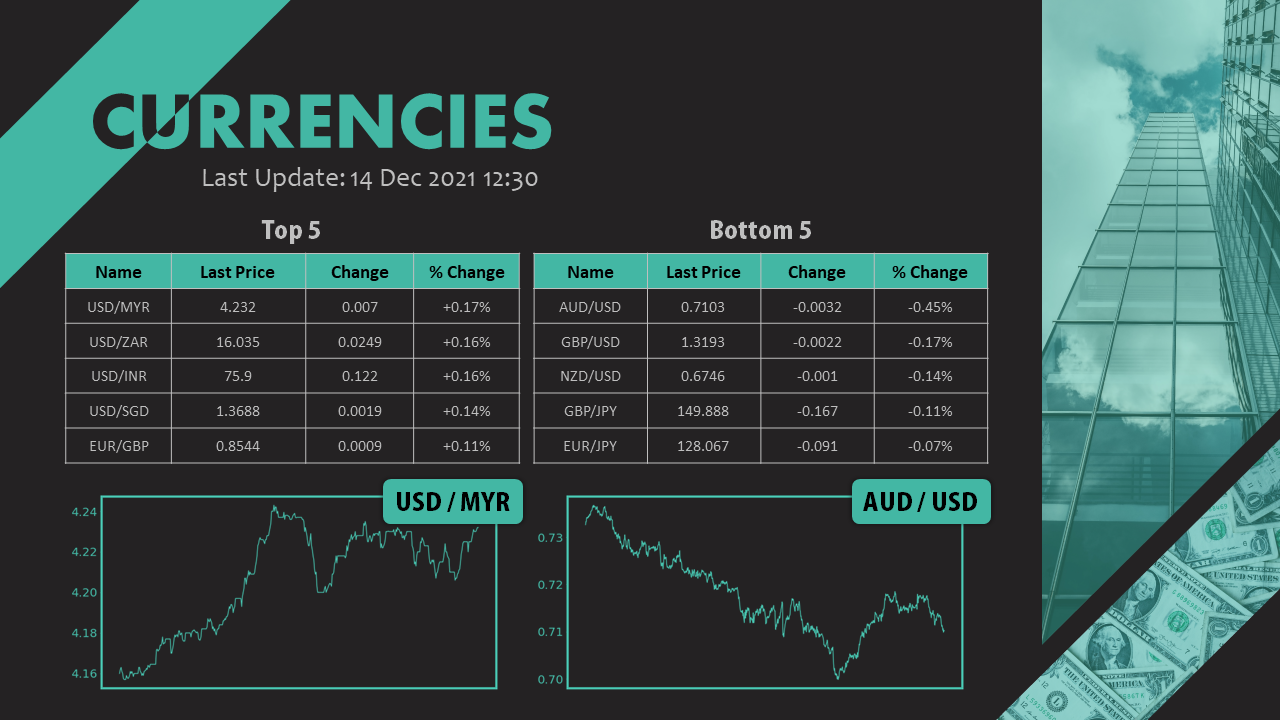 CURRENCIES
Last Update: 14 Dec 2021 12:30
Top 5
Name Last Price Change % Change
USD/MYR 4.232 0.007 +0.17%
USD/ZAR 16.035 0.0249 +0.16%
USD/INR 75.9 0.122 +0.16%
USD/SGD 1.3688 0.0019 +0.14%
EUR/GBP 0.8544 0.0009 +0.11%
Bottom 5
Name Last Price Change % Change
AUD/USD 0.7103 -0.0032 -0.45%
GBP/USD 1.3193 -0.0022 -0.17%
NZD/USD 0.6746 -0.001 -0.14%
GBP/JPY 149.888 -0.167 -0.11%
EUR/JPY 128.067 -0.091 -0.07%
USD / MYR
4.24
4.22
4.20
4.18
4.16
AUD / USD
0.73
0.72
0.71
0.70